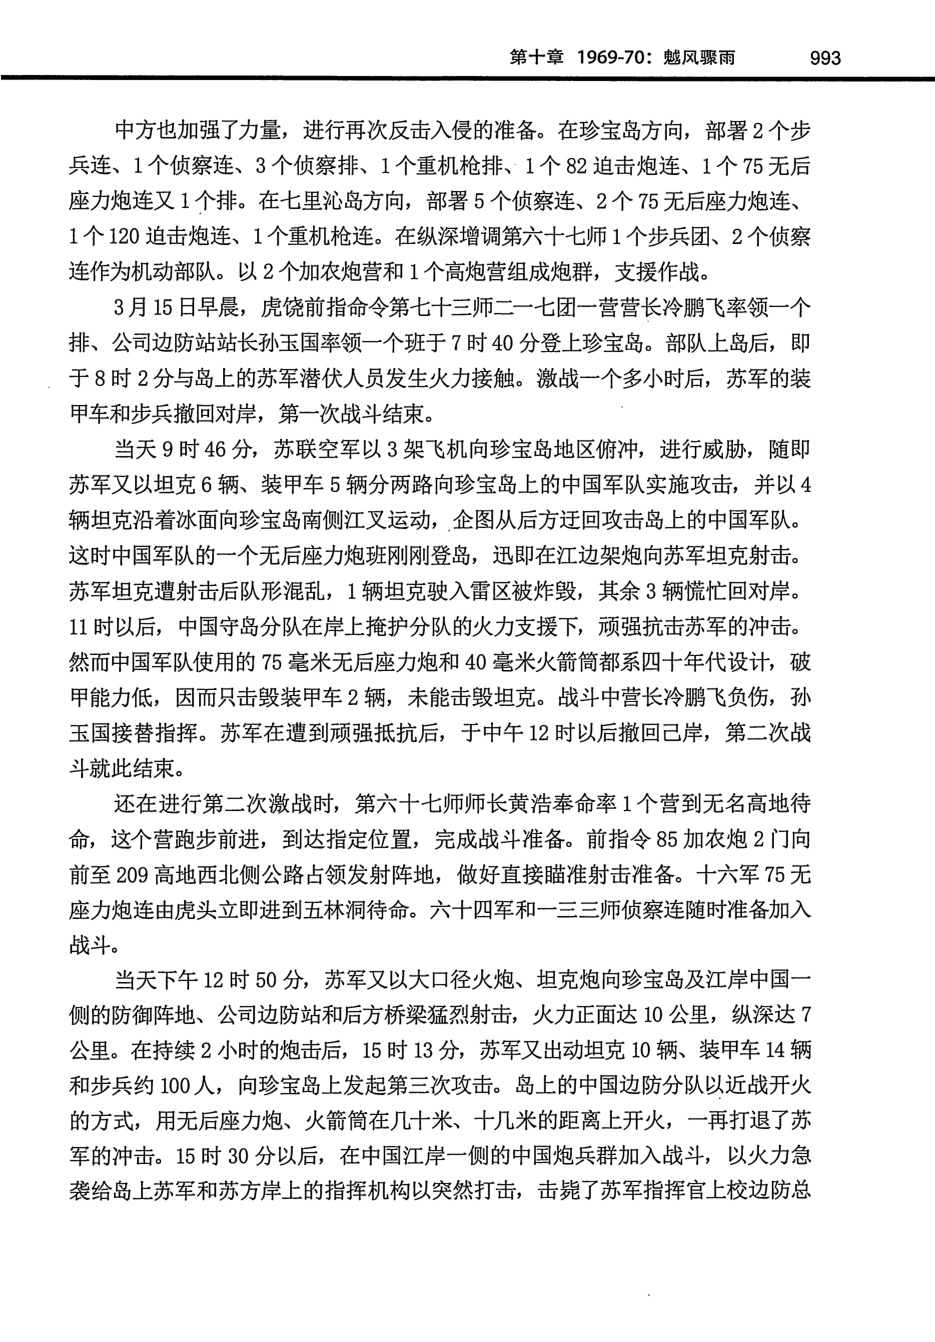 第十章 1969-70：魆风骤雨 993
中方也加强了力量，进行再次反击入侵的准备。在珍宝岛方向，部署 2 个步
兵连、1 个侦察连、3 个侦察排、1 个重机枪排、1 个 82 迫击炮连、1 个 75 无后
座力炮连又 1 个排。在七里沁岛方向，部署 5 个侦察连、2 个 75 无后座力炮连、
1 个 120 迫击炮连、1 个重机枪连。在纵深增调第六十七师 1 个步兵团、2 个侦察
连作为机动部队。以 2 个加农炮营和 1 个高炮营组成炮群，支援作战。
3 月 15 日早晨，虎饶前指命令第七十三师二一七团一营营长冷鹏飞率领一个
排、公司边防站站长孙玉国率领一个班于 7 时 40 分登上珍宝岛。部队上岛后，即
于 8 时 2 分与岛上的苏军潜伏人员发生火力接触。激战一个多小时后，苏军的装
甲车和步兵撤回对岸，第一次战斗结束。
当天 9 时 46 分，苏联空军以 3 架飞机向珍宝岛地区俯冲，进行威胁，随即
苏军又以坦克 6 辆、装甲车 5 辆分两路向珍宝岛上的中国军队实施攻击，并以 4
辆坦克沿着冰面向珍宝岛南侧江叉运动，企图从后方迂回攻击岛上的中国军队。
这时中国军队的一个无后座力炮班刚刚登岛，迅即在江边架炮向苏军坦克射击。
苏军坦克遭射击后队形混乱，1 辆坦克驶入雷区被炸毁，其余 3 辆慌忙回对岸。
11 时以后，中国守岛分队在岸上掩护分队的火力支援下，顽强抗击苏军的冲击。
然而中国军队使用的 75 毫米无后座力炮和 40 毫米火箭筒都系四十年代设计，破
甲能力低，因而只击毁装甲车 2 辆，未能击毁坦克。战斗中营长冷鹏飞负伤，孙
玉国接替指挥。苏军在遭到顽强抵抗后，于中午 12 时以后撤回己岸，第二次战
斗就此结束。
还在进行第二次激战时，第六十七师师长黄浩奉命率 1 个营到无名高地待
命，这个营跑步前进，到达指定位置，完成战斗准备。前指令 85 加农炮 2 门向
前至 209 高地西北侧公路占领发射阵地，做好直接瞄准射击准备。十六军 75 无
座力炮连由虎头立即进到五林洞待命。六十四军和一三三师侦察连随时准备加入
战斗。
当天下午 12 时 50 分，苏军又以大口径火炮、坦克炮向珍宝岛及江岸中国一
侧的防御阵地、公司边防站和后方桥梁猛烈射击，火力正面达 10 公里，纵深达 7
公里。在持续 2 小时的炮击后，15 时 13 分，苏军又出动坦克 10 辆、装甲车 14 辆
和步兵约 100 人，向珍宝岛上发起第三次攻击。岛上的中国边防分队以近战开火
的方式，用无后座力炮、火箭筒在几十米、十几米的距离上开火，一再打退了苏
军的冲击。15 时 30 分以后，在中国江岸一侧的中国炮兵群加入战斗，以火力急
袭给岛上苏军和苏方岸上的指挥机构以突然打击，击毙了苏军指挥官上校边防总